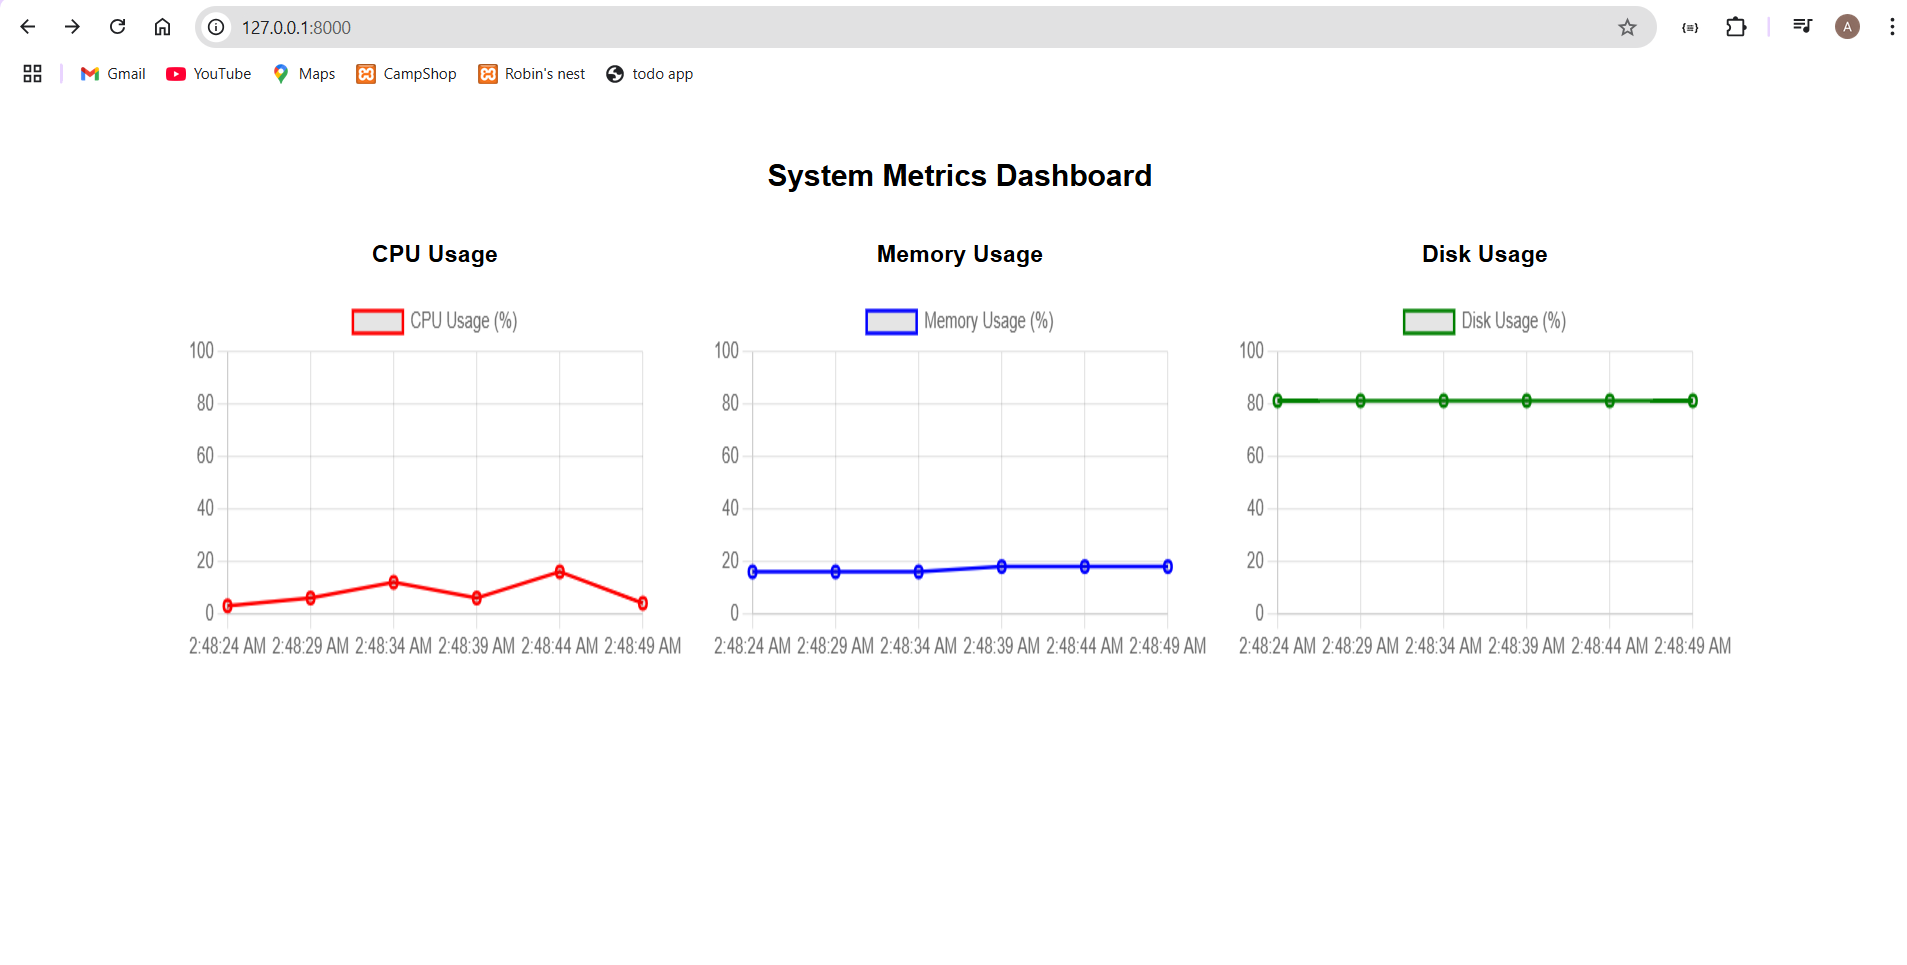 127.0.0.1:8000
A
Gmail YouTube Maps CampShop Robin's nest todo app
System Metrics Dashboard
CPU Usage
CPU Usage (%)
100
80
60
40
20
0
2:48:24 AM 2:48:29 AM 2:48:34 AM 2:48:39 AM 2:48:44 AM 2:48:49 AM
Memory Usage
Memory Usage (%)
100
80
60
40
20
0
2:48:24 AM 2:48:29 AM 2:48:34 AM 2:48:39 AM 2:48:44 AM 2:48:49 AM
Disk Usage
Disk Usage (%)
100
80
60
40
20
0
2:48:24 AM 2:48:29 AM 2:48:34 AM 2:48:39 AM 2:48:44 AM 2:48:49 AM